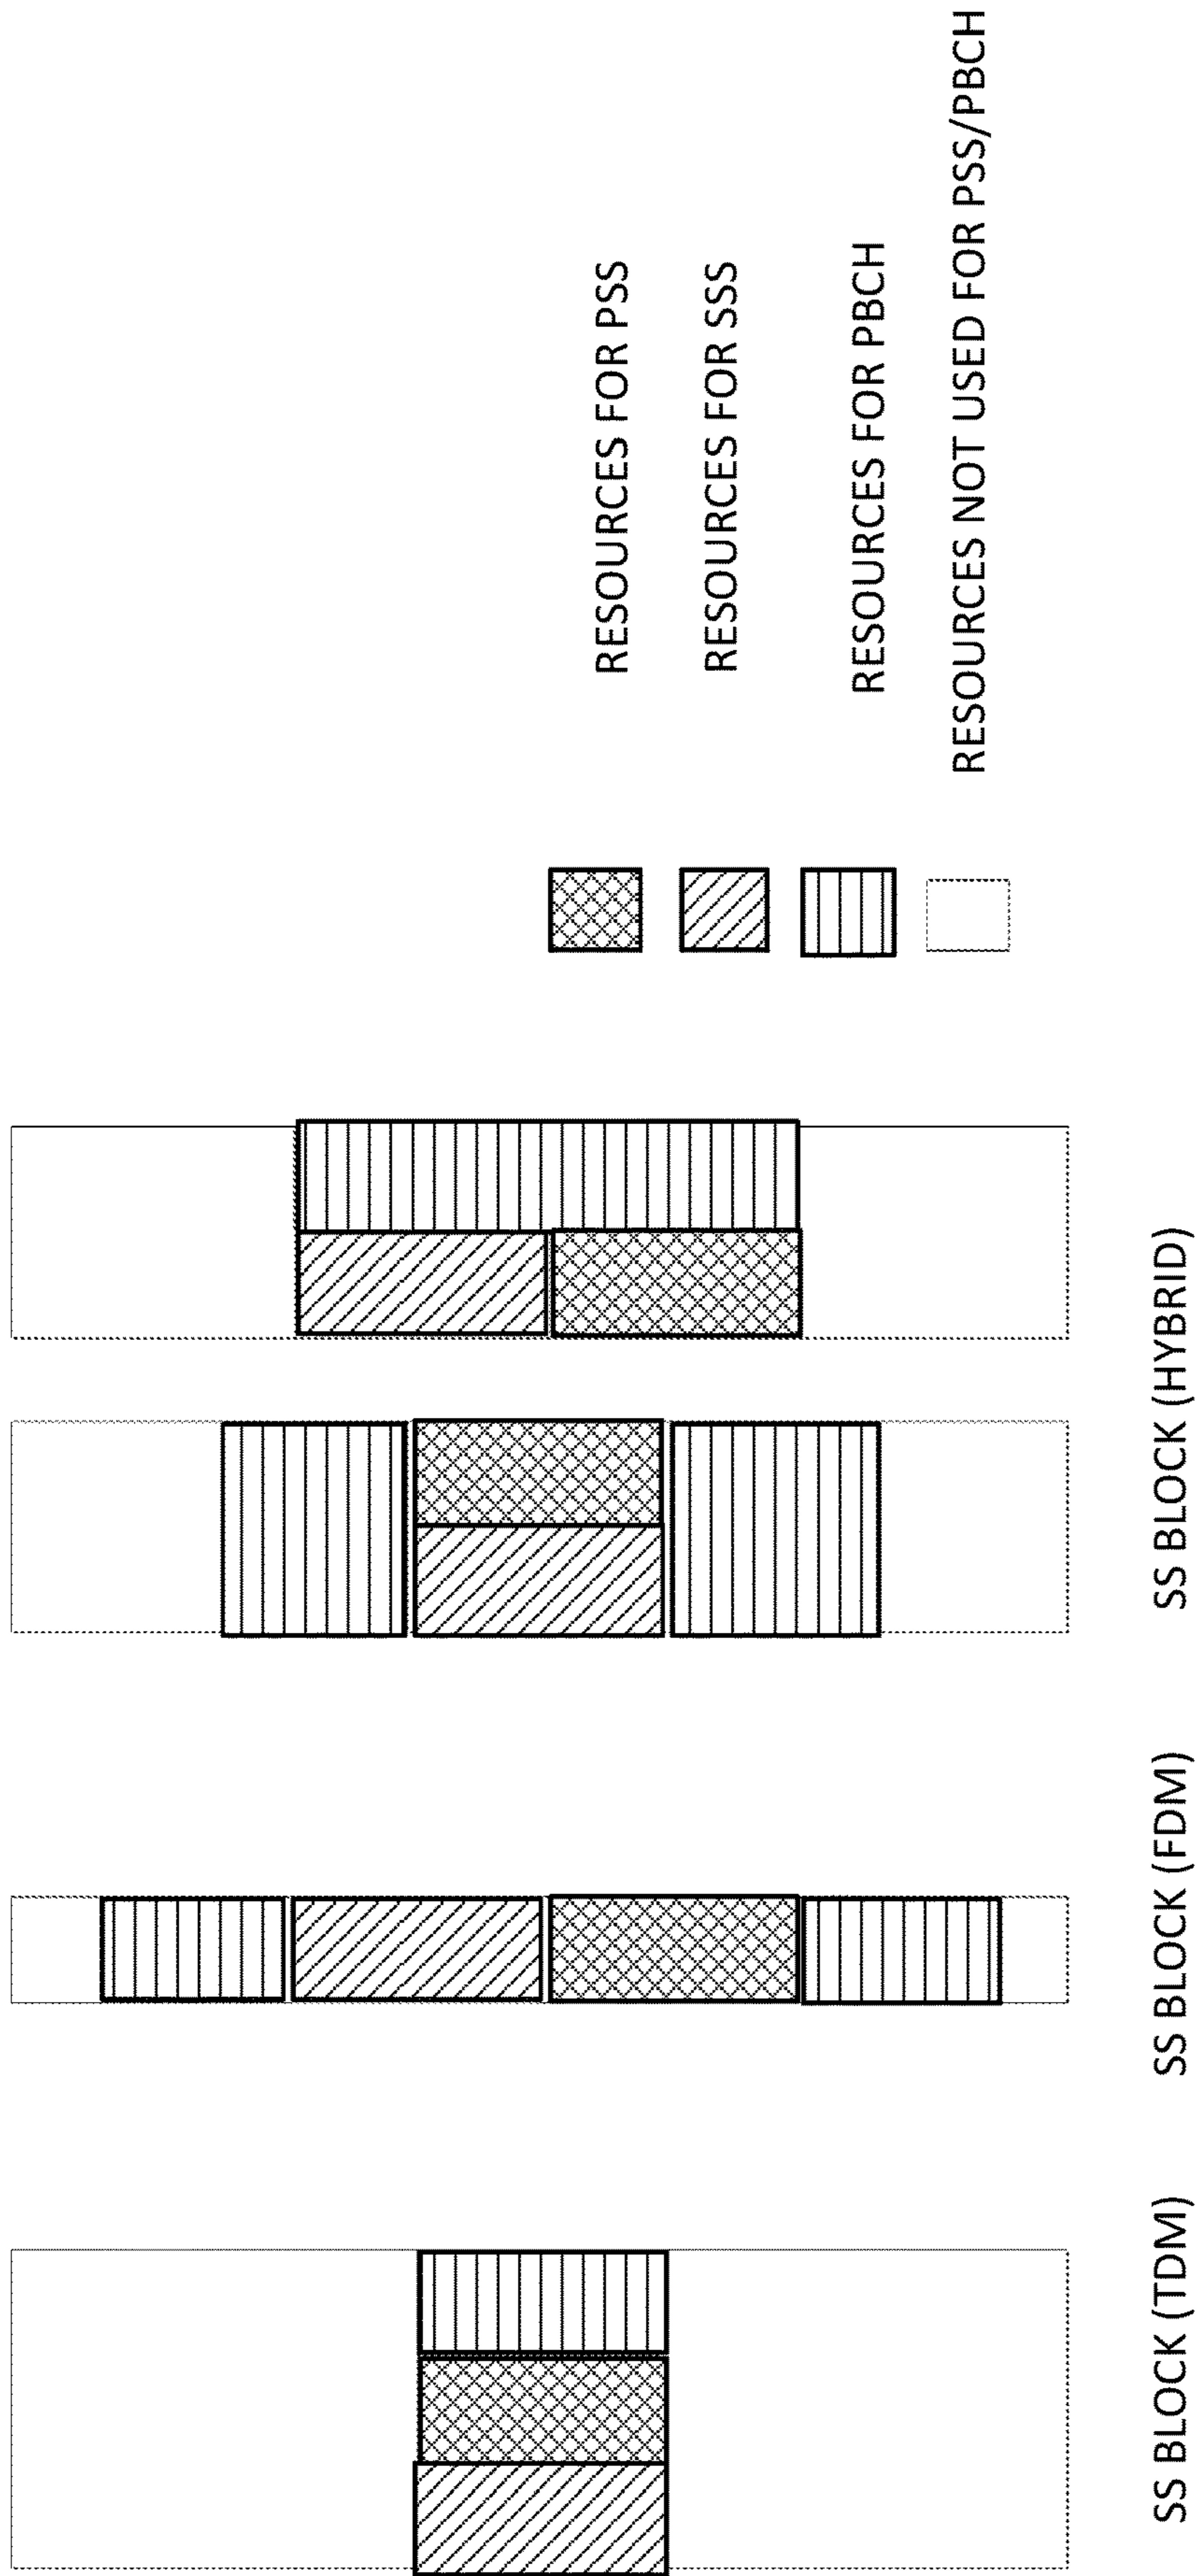 RESOURCES FOR PSS
RESOURCES FOR SSS
RESOURCES FOR PBCH
RESOURCES NOT USED FOR PSS/PBCH
SS BLOCK (TDM)
SS BLOCK (FDM)
SS BLOCK (HYBRID)